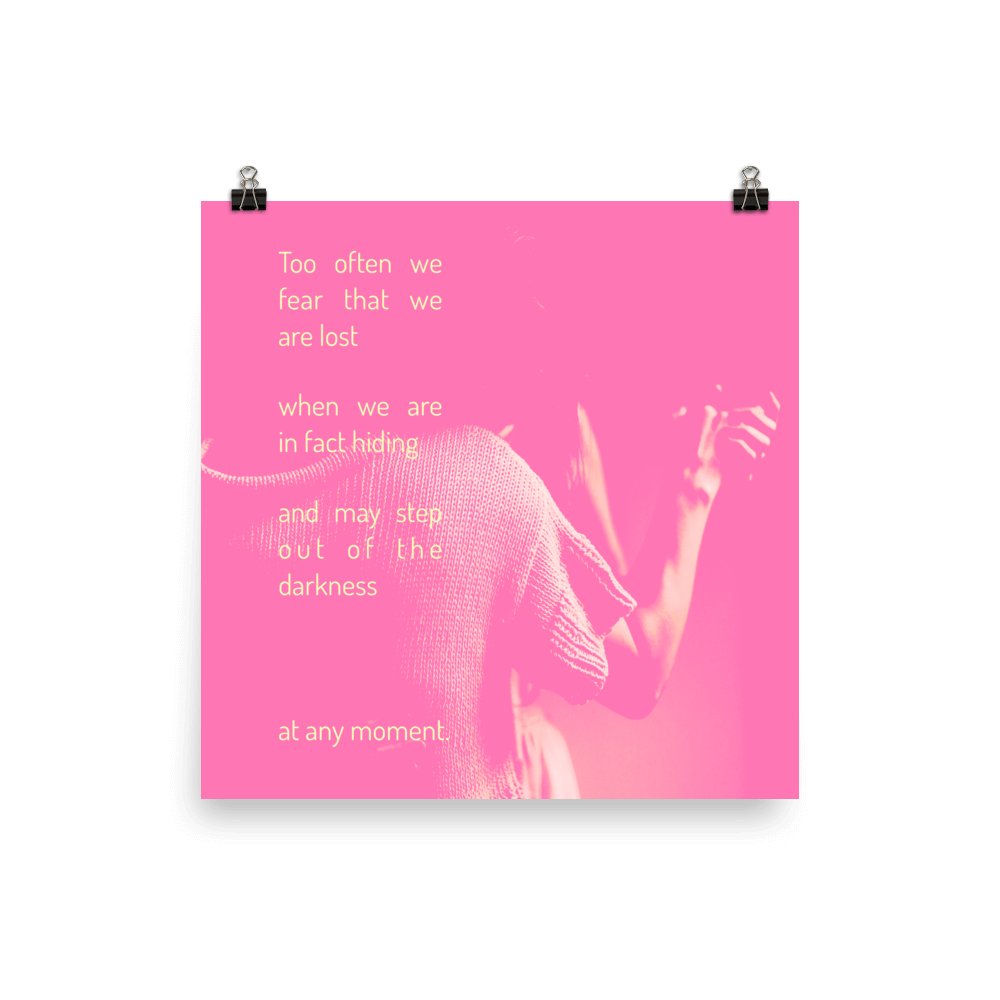 Too often we
fear that we
are lost
when we are
in fact hiding
and may step
out of the
darkness
at any moment.